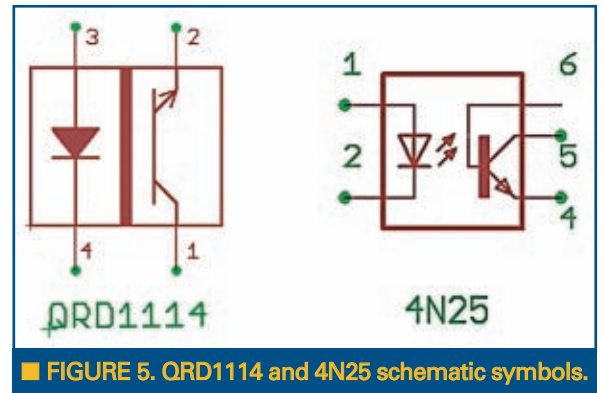 3 2
4 1
QRD1114
1 6
2 5
4
4N25
■ FIGURE 5. QRD1114 and 4N25 schematic symbols.